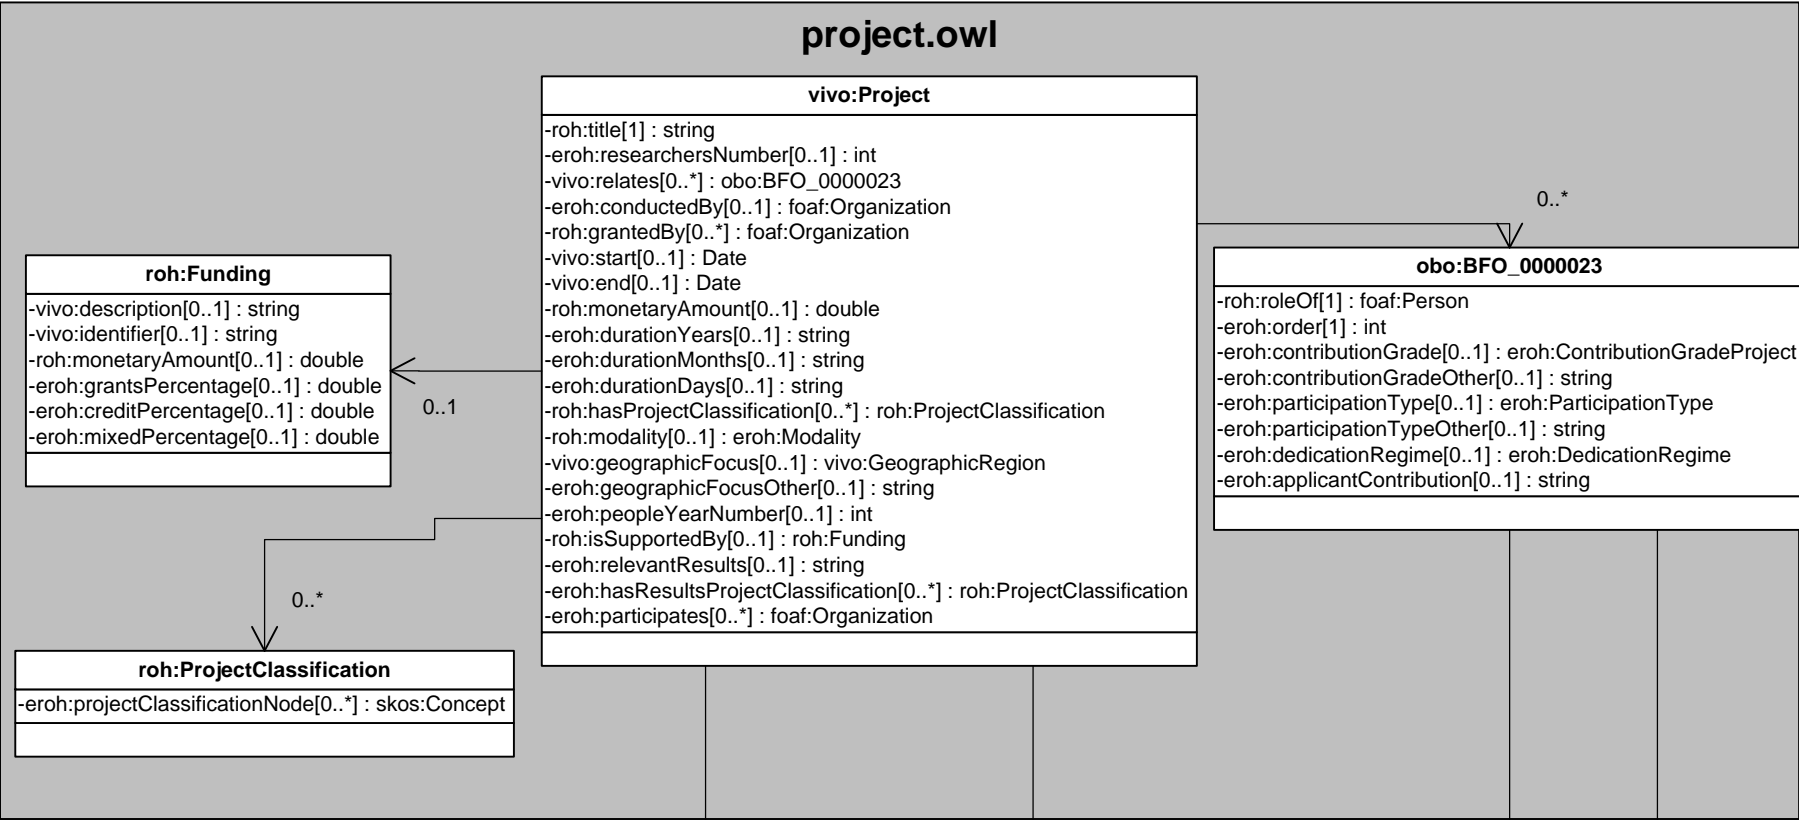 project.owl
vivo:Project
-roh:title[1] : string
-eroh:researchersNumber[0..1] : int
-vivo:relates[0..*] : obo:BFO_0000023
-eroh:conductedBy[0..1] : foaf:Organization
-roh:grantedBy[0..*] : foaf:Organization
-vivo:start[0..1] : Date
-vivo:end[0..1] : Date
-roh:monetaryAmount[0..1] : double
-eroh:durationYears[0..1] : string
-eroh:durationMonths[0..1] : string
-eroh:durationDays[0..1] : string
-roh:hasProjectClassification[0..*] : roh:ProjectClassification
-roh:modality[0..1] : eroh:Modality
-vivo:geographicFocus[0..1] : vivo:GeographicRegion
-eroh:geographicFocusOther[0..1] : string
-eroh:peopleYearNumber[0..1] : int
-roh:isSupportedBy[0..1] : roh:Funding
-eroh:relevantResults[0..1] : string
-eroh:hasResultsProjectClassification[0..*] : roh:ProjectClassification
-eroh:participates[0..*] : foaf:Organization
roh:Funding
-vivo:description[0..1] : string
-vivo:identifier[0..1] : string
-roh:monetaryAmount[0..1] : double
-eroh:grantsPercentage[0..1] : double
-eroh:creditPercentage[0..1] : double
-eroh:mixedPercentage[0..1] : double
0..1
0..*
roh:ProjectClassification
-eroh:projectClassificationNode[0..*] : skos:Concept
0..*
obo:BFO_0000023
-roh:roleOf[1] : foaf:Person
-eroh:order[1] : int
-eroh:contributionGrade[0..1] : eroh:ContributionGradeProject
-eroh:contributionGradeOther[0..1] : string
-eroh:participationType[0..1] : eroh:ParticipationType
-eroh:participationTypeOther[0..1] : string
-eroh:dedicationRegime[0..1] : eroh:DedicationRegime
-eroh:applicantContribution[0..1] : string